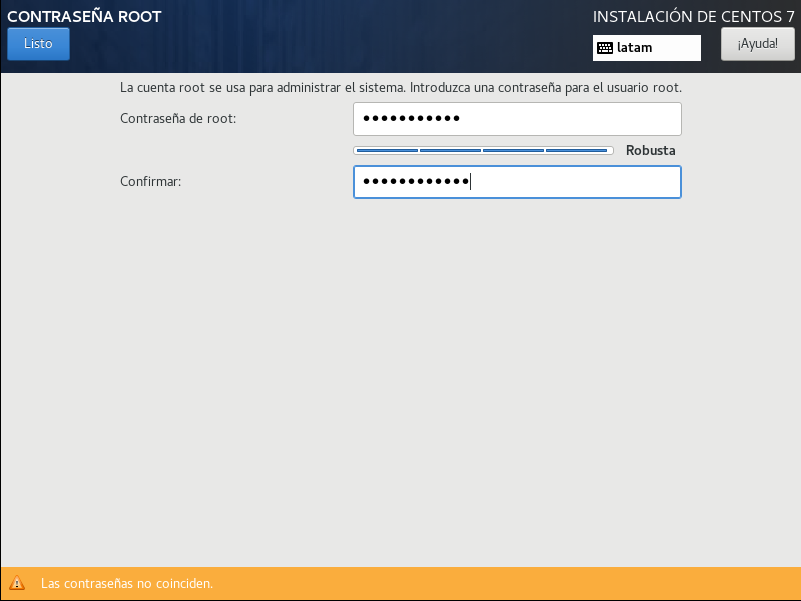 CONTRASEÑA ROOT
INSTALACIÓN DE CENTOS 7
Listo
latam
¡Ayuda!
La cuenta root se usa para administrar el sistema. Introduzca una contraseña para el usuario root.
Contraseña de root: ●●●●●●●●●●●
Robusta
Confirmar: ●●●●●●●●●●●●
Las contraseñas no coinciden.